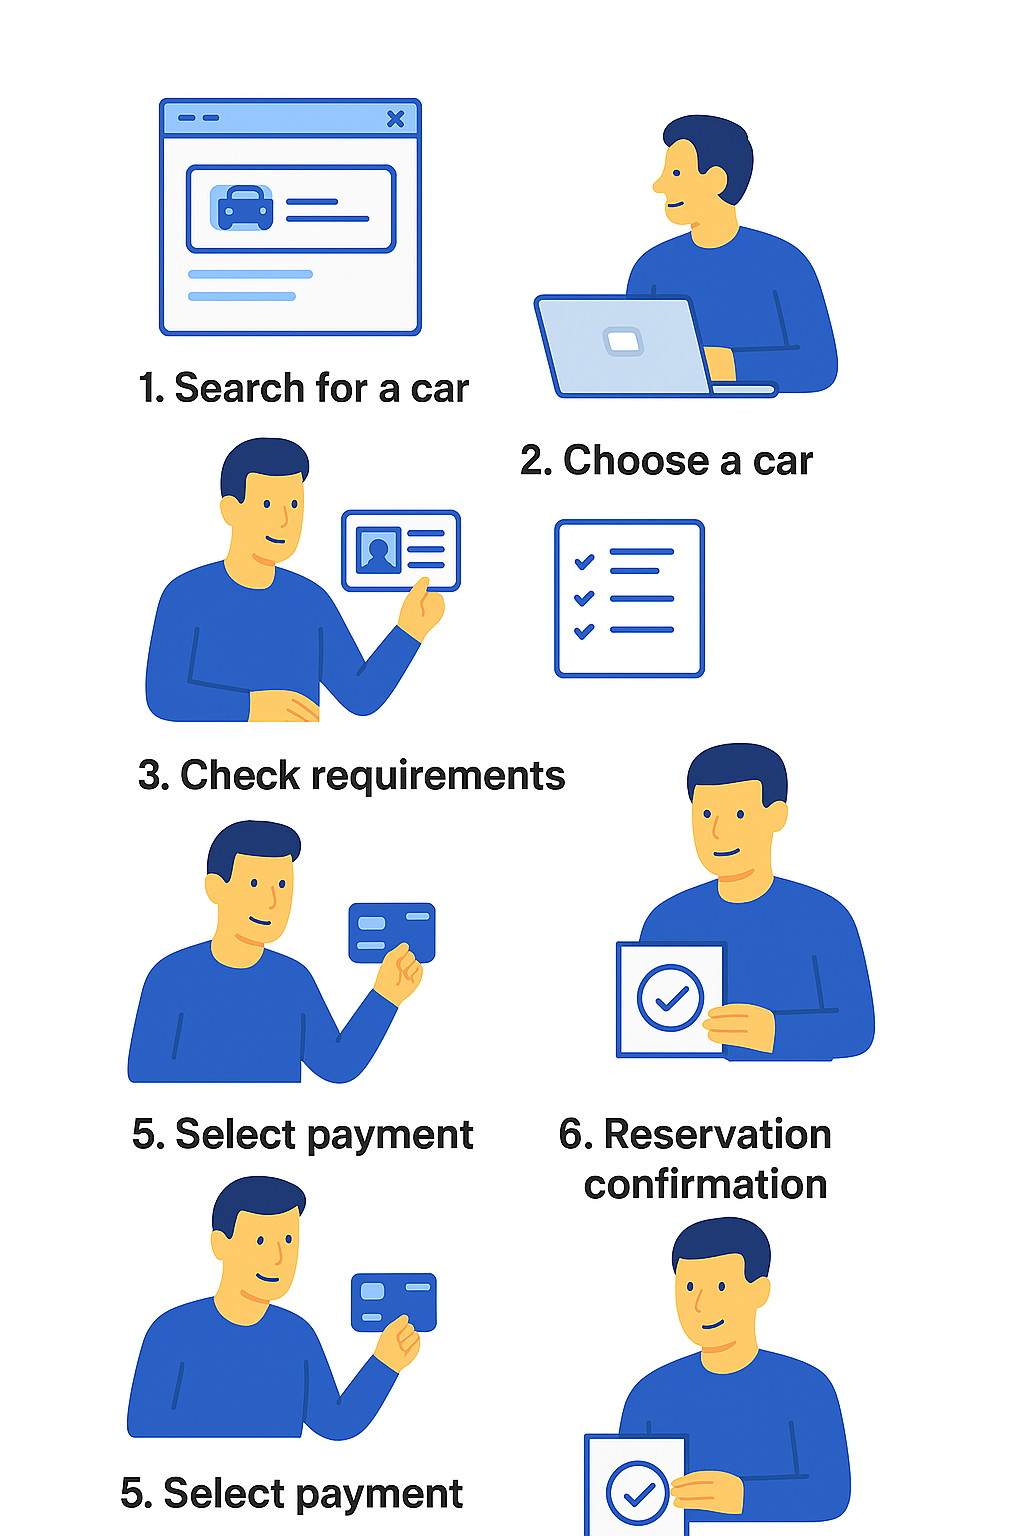 1. Search for a car
2. Choose a car
3. Check requirements
5. Select payment
6. Reservation
confirmation
5. Select payment